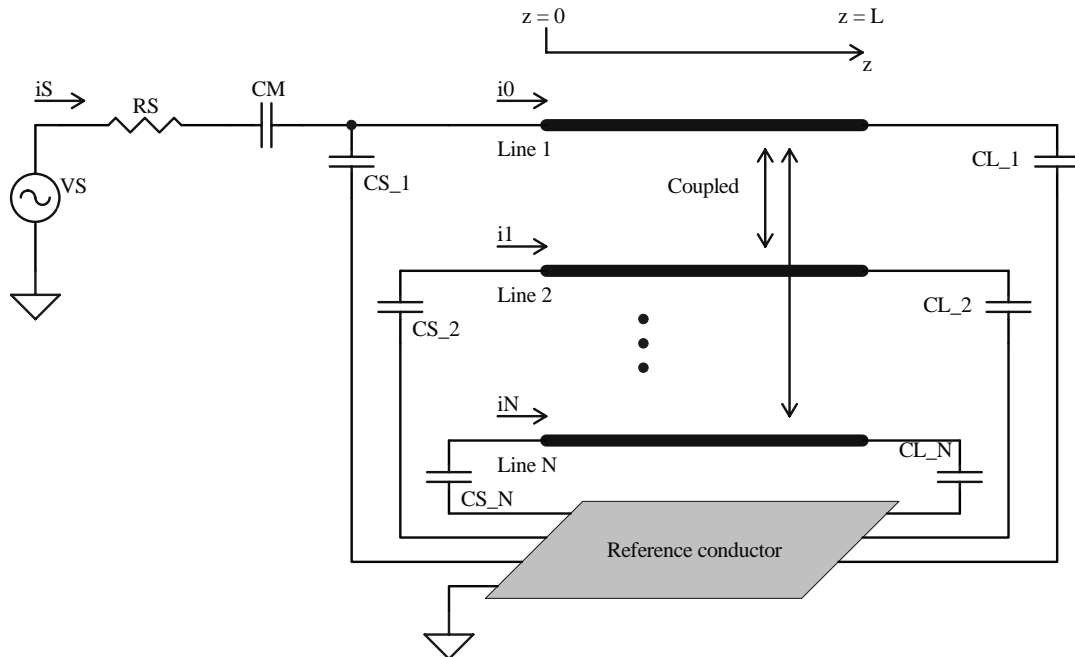 z = 0
z = L
z
iS
RS
CM
i0
VS
CS_1
Line 1
Coupled
CL_1
i1
Line 2
CS_2
CL_2
iN
Line N
CL_N
CS_N
Reference conductor